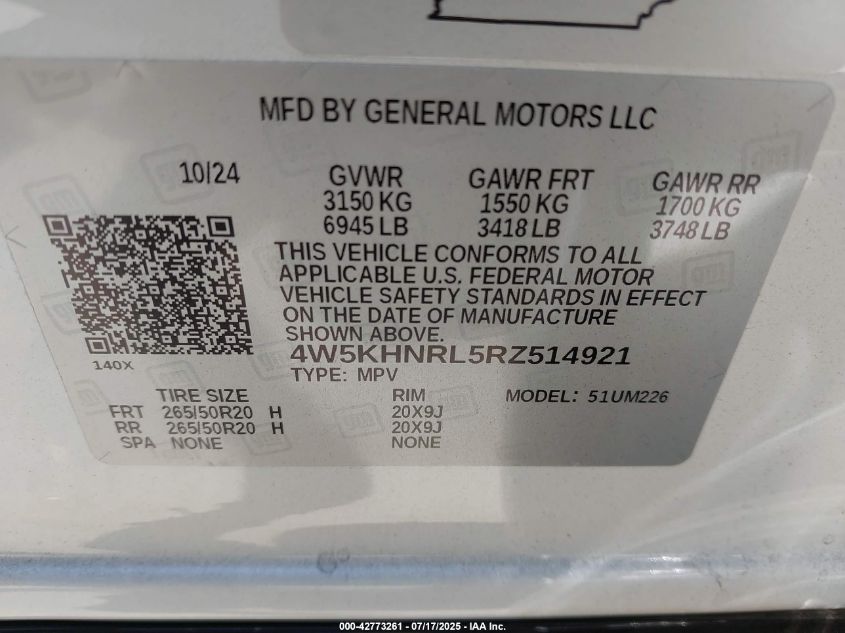 MFD BY GENERAL MOTORS LLC
10/24 GVWR GAWR FRT GAWR RR
3150 KG 1550 KG 1700 KG
6945 LB 3418 LB 3748 LB
THIS VEHICLE CONFORMS TO ALL
APPLICABLE U.S. FEDERAL MOTOR
VEHICLE SAFETY STANDARDS IN EFFECT
ON THE DATE OF MANUFACTURE
SHOWN ABOVE.
4W5KHNRL5RZ514921
140X
TYPE: MPV
TIRE SIZE RIM MODEL: 51UM226
FRT 265/50R20 H 20X9J
RR 265/50R20 H 20X9J
SPA NONE NONE
000-42773261 - 07/17/2025 - IAA Inc.